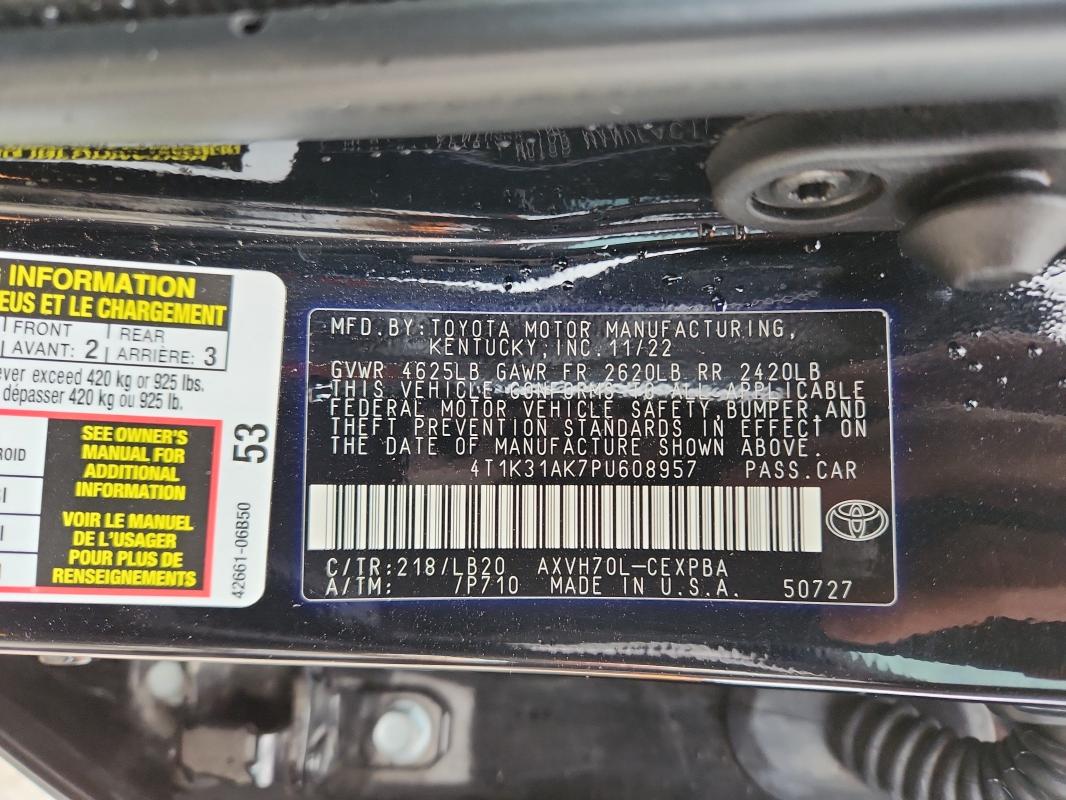 INFORMATION
EUS ET LE CHARGEMENT
FRONT REAR
AVANT: 2 ARRIÈRE: 3
ever exceed 420 kg or 925 lbs.
dépasser 420 kg ou 925 lb.
SEE OWNER'S
MANUAL FOR
ADDITIONAL
INFORMATION
VOIR LE MANUEL
DE L'USAGER
POUR PLUS DE
RENSEIGNEMENTS
53
42661-06B50
MFD.BY:TOYOTA MOTOR MANUFACTURING,
KENTUCKY,INC.11/22
GVWR 4625LB GAWR FR 2620LB RR 2420LB
THIS VEHICLE CONFORMS TO ALL APPLICABLE
FEDERAL MOTOR VEHICLE SAFETY,BUMPER,AND
THEFT PREVENTION STANDARDS IN EFFECT ON
THE DATE OF MANUFACTURE SHOWN ABOVE.
4T1K31AK7PU608957 PASS.CAR
C/TR:218/LB20 AXVH70L-CEXPBA
A/TM: /P710 MADE IN U.S.A. 50727